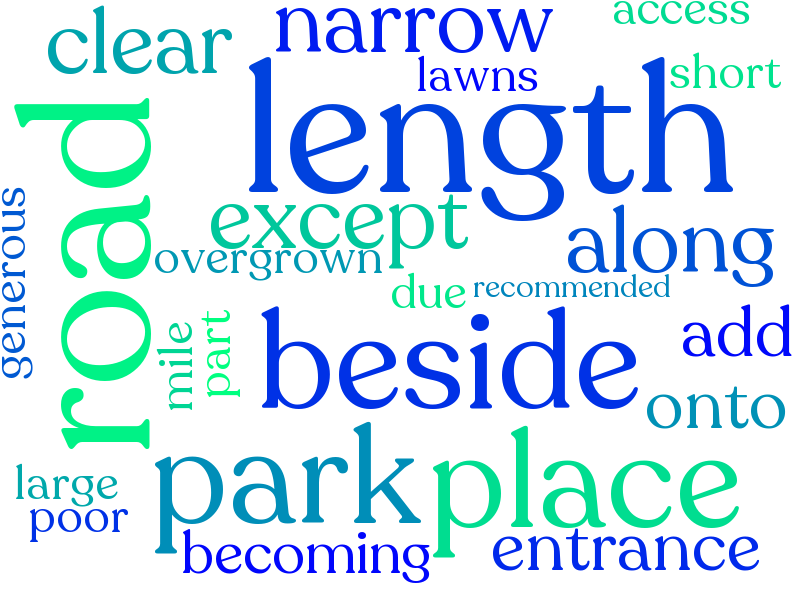 access
narrow
clear
lawns
short
length
road
generous
except
along
overgrown
due
recommended
mile
part
beside
add
onto
park
place
large
poor
becoming
entrance